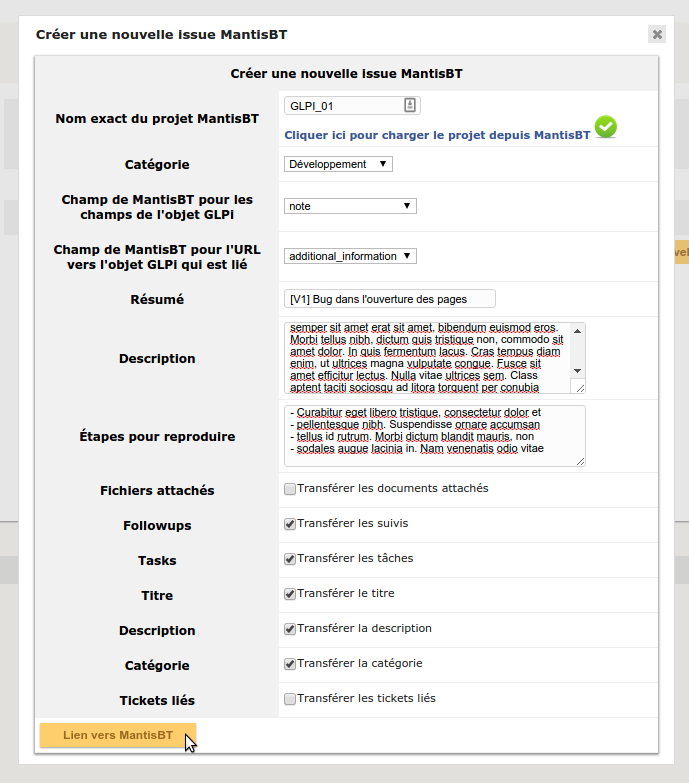 Créer une nouvelle issue MantisBT
Créer une nouvelle issue MantisBT
Nom exact du projet MantisBT
GLPI_01
Cliquer ici pour charger le projet depuis MantisBT
Catégorie
Développement
Champ de MantisBT pour les
champs de l'objet GLPi
note
Champ de MantisBT pour l'URL
vers l'objet GLPi qui est lié
additional_information
Résumé
[V1] Bug dans l'ouverture des pages
Description
semper sit amet erat sit amet, bibendum euismod eros.
Morbi tellus nibh, dictum quis tristique non, commodo sit
amet dolor. In quis fermentum lacus. Cras tempus diam
enim, ut ultrices magna vulputate congue. Fusce sit
amet efficitur lectus. Nulla vitae ultrices sem. Class
aptent taciti sociosqu ad litora torquent per conubia
Étapes pour reproduire
- Curabitur eget libero tristique, consectetur dolor et
- pellentesque nibh. Suspendisse ornare accumsan
- tellus id rutrum. Morbi dictum blandit mauris, non
- sodales augue lacinia in. Nam venenatis odio vitae
Fichiers attachés
Transférer les documents attachés
Followups
Transférer les suivis
Tasks
Transférer les tâches
Titre
Transférer le titre
Description
Transférer la description
Catégorie
Transférer la catégorie
Tickets liés
Transférer les tickets liés
Lien vers MantisBT